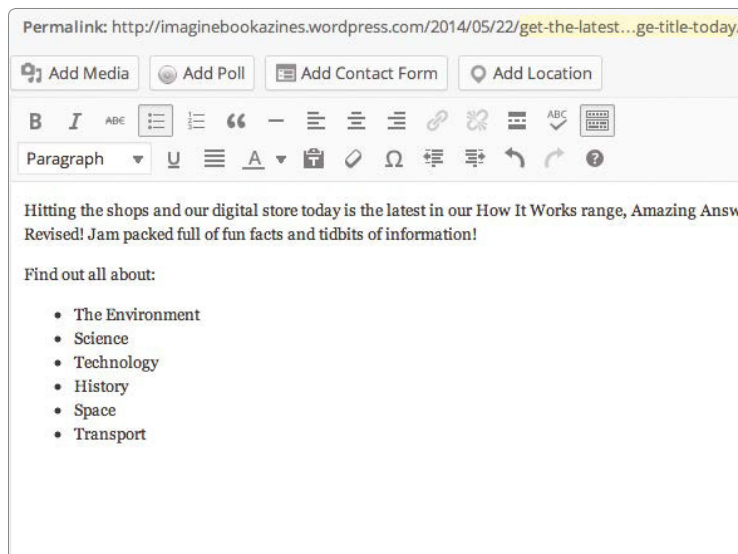 Permalink: http://imaginebookazines.wordpress.com/2014/05/22/get-the-latest…ge-title-today/
Add Media Add Poll Add Contact Form Add Location
B I ABC ABC
Paragraph U A Ω ?
Hitting the shops and our digital store today is the latest in our How It Works range, Amazing Answ
Revised! Jam packed full of fun facts and tidbits of information!
Find out all about:
• The Environment
• Science
• Technology
• History
• Space
• Transport